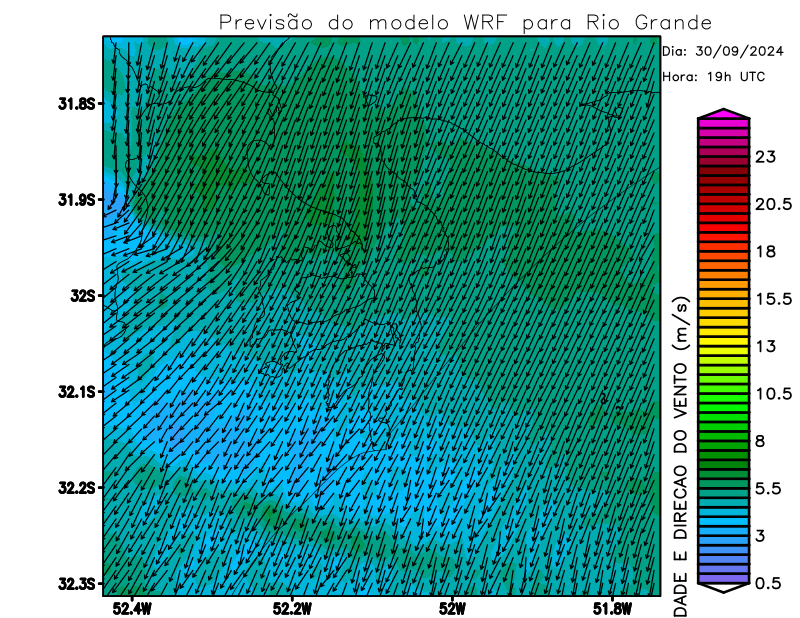 Previsão do modelo WRF para Rio Grande
Dia: 30/09/2024
Hora: 19h UTC
31.8S
31.9S
32S
32.1S
32.2S
32.3S
52.4W
52.2W
52W
51.8W
DADE E DIRECAO DO VENTO (m/s)
23
20.5
18
15.5
13
10.5
8
5.5
3
0.5